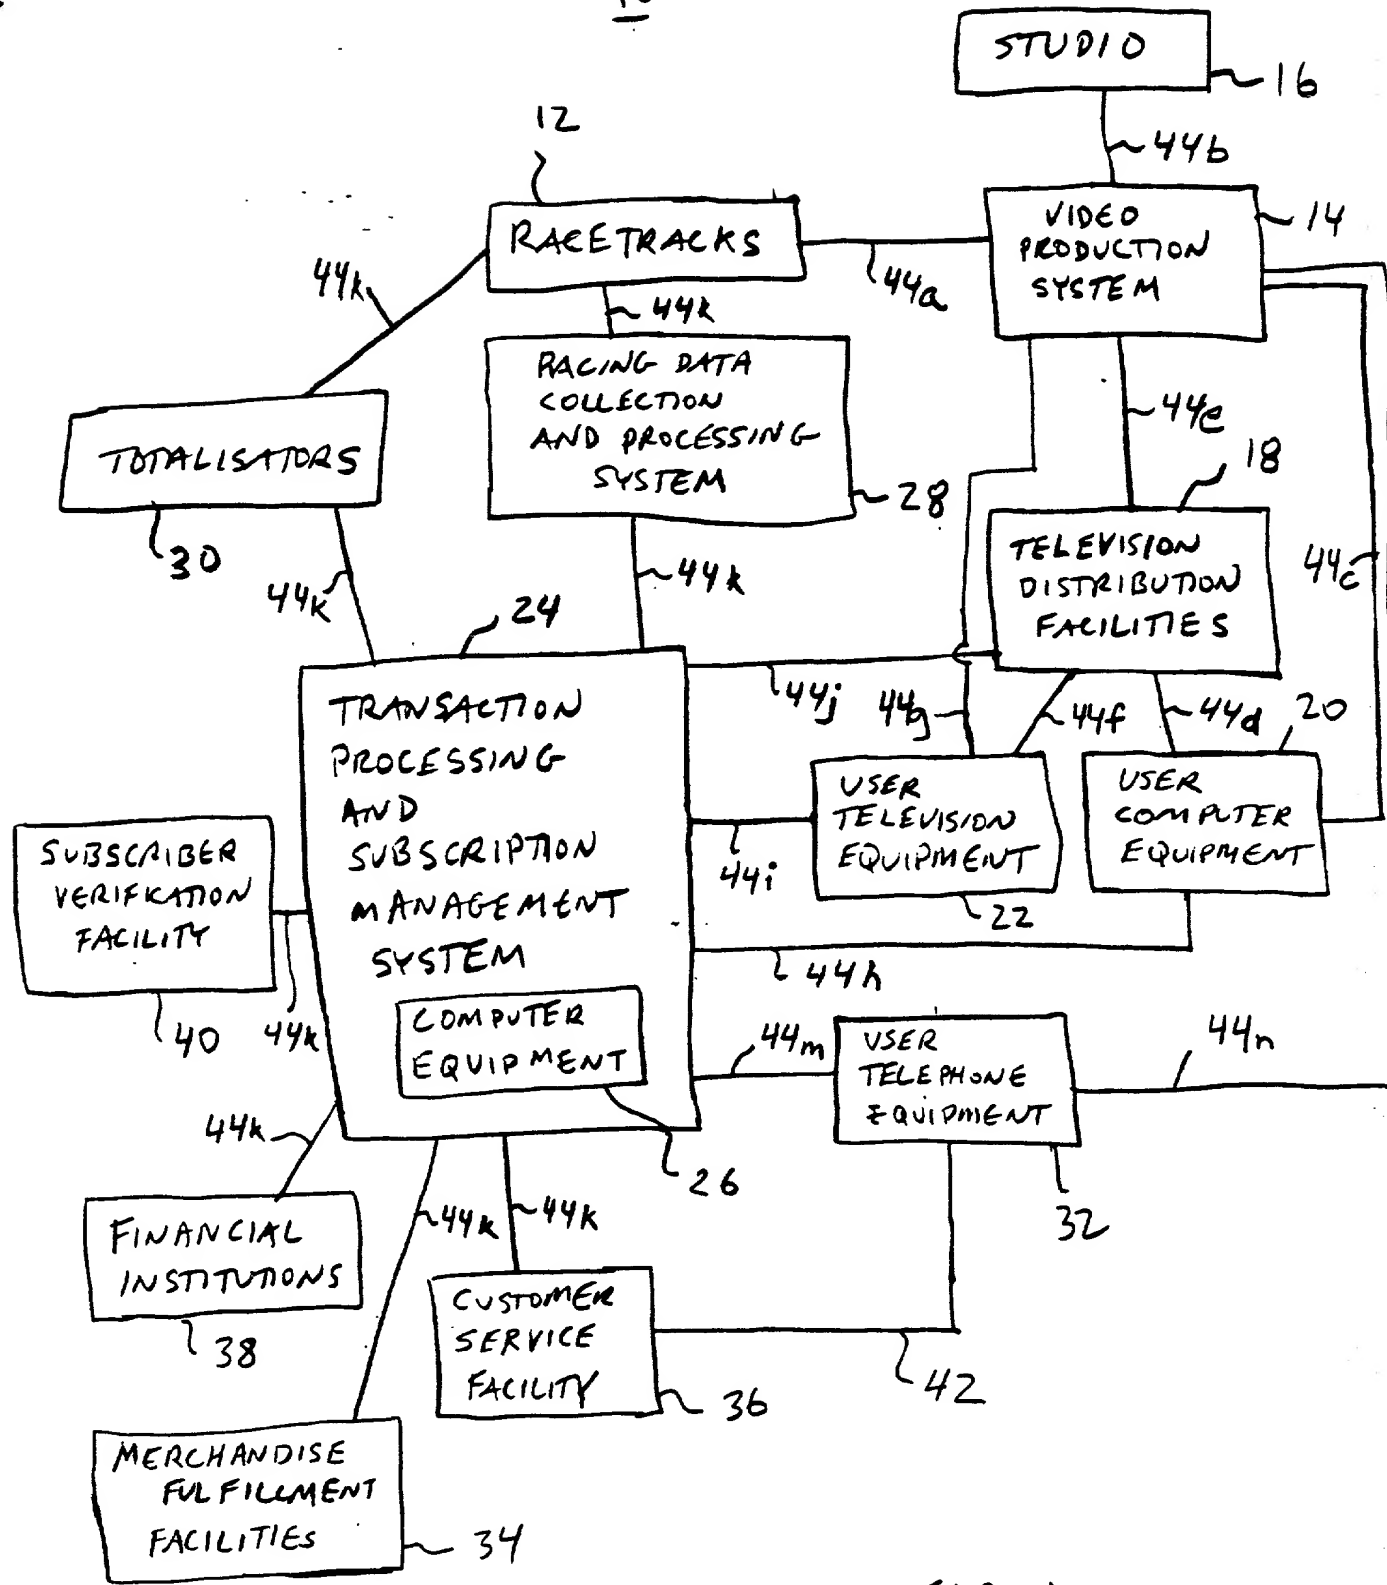 STUDIO
16
44b
12
RACETRACKS
44a
VIDEO
PRODUCTION
SYSTEM
14
44k
44k
RACING DATA
COLLECTION
AND PROCESSING
SYSTEM
28
44e
18
TOTALISATORS
30
44k
44k
TELEVISION
DISTRIBUTION
FACILITIES
44c
24
TRANSACTION
PROCESSING
AND
SUBSCRIPTION
MANAGEMENT
SYSTEM
44j
44g
44f
44d
20
USER
TELEVISION
EQUIPMENT
22
USER
COMPUTER
EQUIPMENT
44i
44h
SUBSCRIBER
VERIFICATION
FACILITY
40
44k
COMPUTER
EQUIPMENT
26
44m
USER
TELEPHONE
EQUIPMENT
32
44n
44k
44k
44k
FINANCIAL
INSTITUTIONS
38
CUSTOMER
SERVICE
FACILITY
36
42
MERCHANDISE
FULFILLMENT
FACILITIES
34